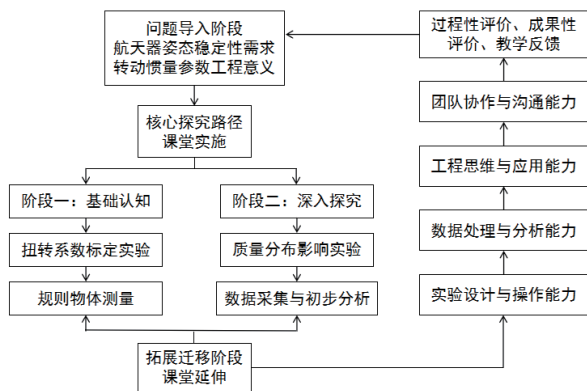 问题导入阶段
航天器姿态稳定性需求
转动惯量参数工程意义
核心探究路径
课堂实施
阶段一：基础认知
阶段二：深入探究
扭转系数标定实验
质量分布影响实验
规则物体测量
数据采集与初步分析
拓展迁移阶段
课堂延伸
过程性评价、成果性
评价、教学反馈
团队协作与沟通能力
工程思维与应用能力
数据处理与分析能力
实验设计与操作能力